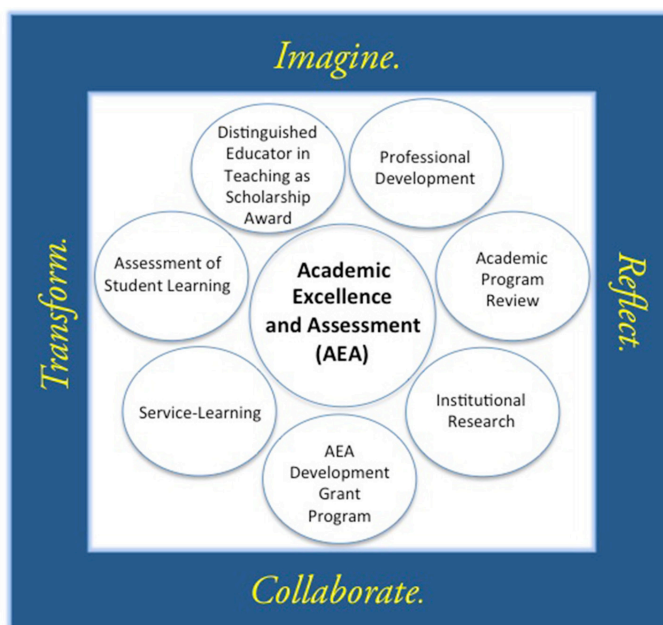 Imagine.
Distinguished
Educator in
Teaching as
Scholarship
Award
Professional
Development
Transform.
Assessment of
Student Learning
Academic
Excellence
and Assessment
(AEA)
Academic
Program
Review
Reflect.
Service-Learning
Institutional
Research
AEA
Development
Grant
Program
Collaborate.